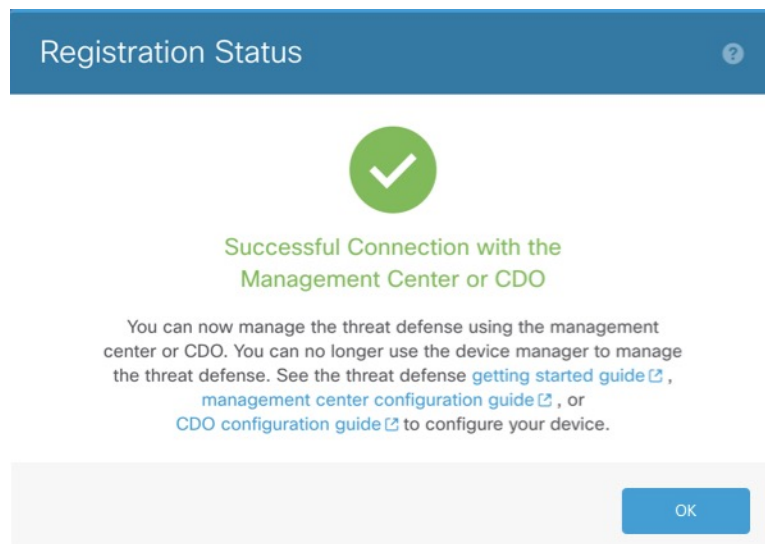 Registration Status
?
Successful Connection with the
Management Center or CDO
You can now manage the threat defense using the management
center or CDO. You can no longer use the device manager to manage
the threat defense. See the threat defense getting started guide ,
management center configuration guide , or
CDO configuration guide to configure your device.
OK